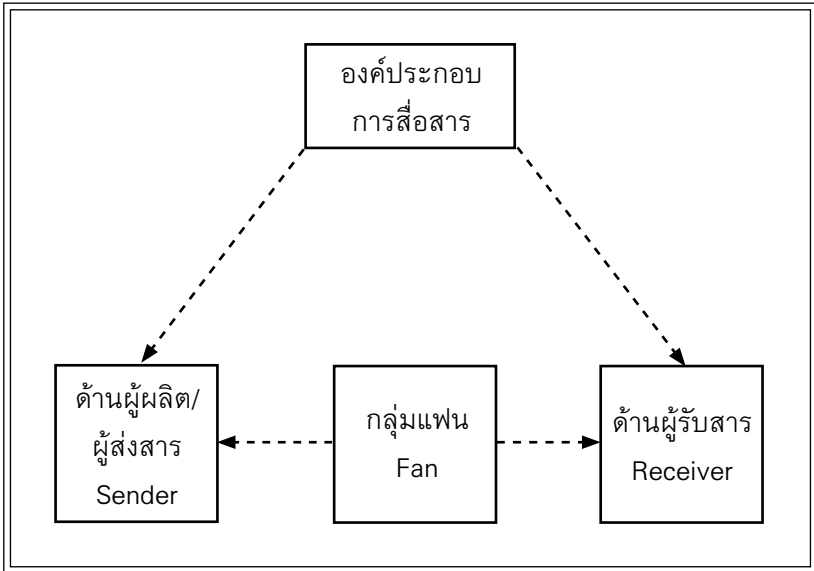 องค์ประกอบ
การสื่อสาร
ด้านผู้ผลิต/
ผู้ส่งสาร
Sender
กลุ่มแฟน
Fan
ด้านผู้รับสาร
Receiver